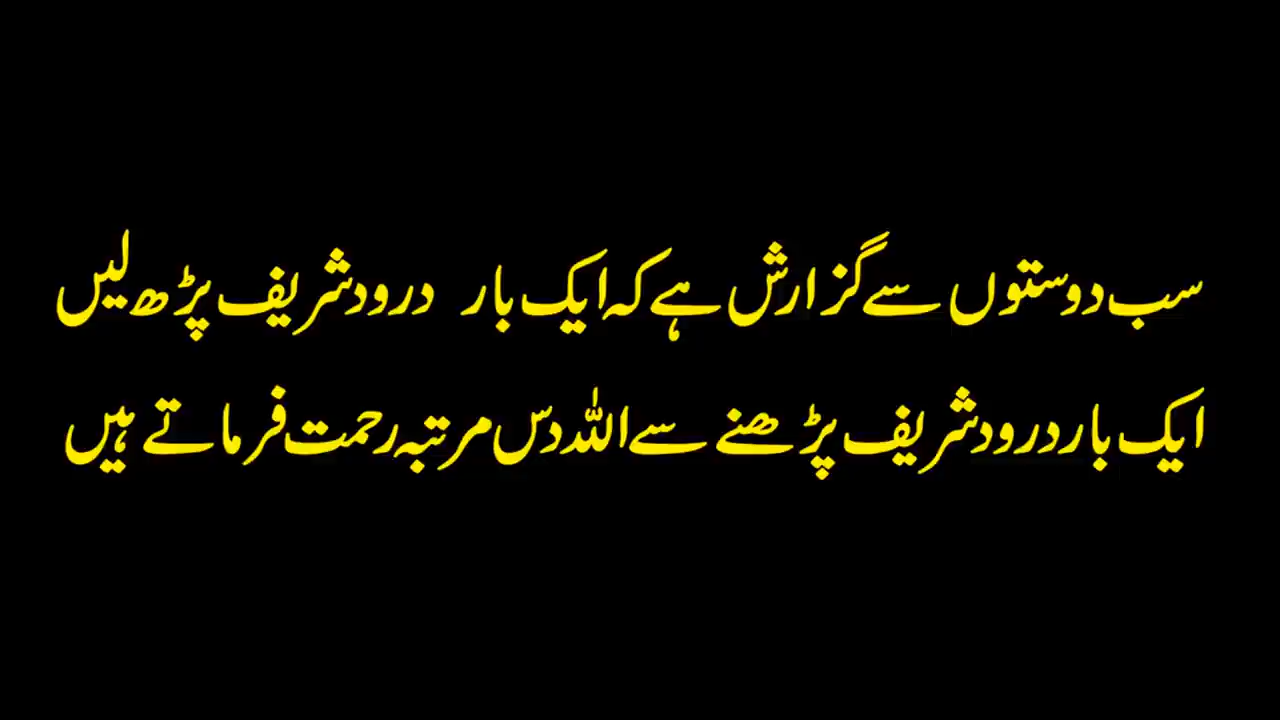 سب دوستوں سے گزارش ہے کہ ایک بار درود شریف پڑھ لیں
ایک بار درود شریف پڑھنے سے اللہ دس مرتبہ رحمت فرماتے ہیں